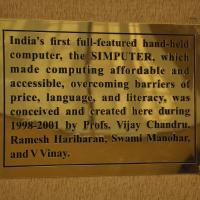 India's first full-featured hand-held
computer, the SIMPUTER, which
made computing affordable and
accessible, overcoming barriers of
price, language, and literacy, was
conceived and created here during
1998-2001 by Profs. Vijay Chandru,
Ramesh Hariharan, Swami Manohar,
and V Vinay.